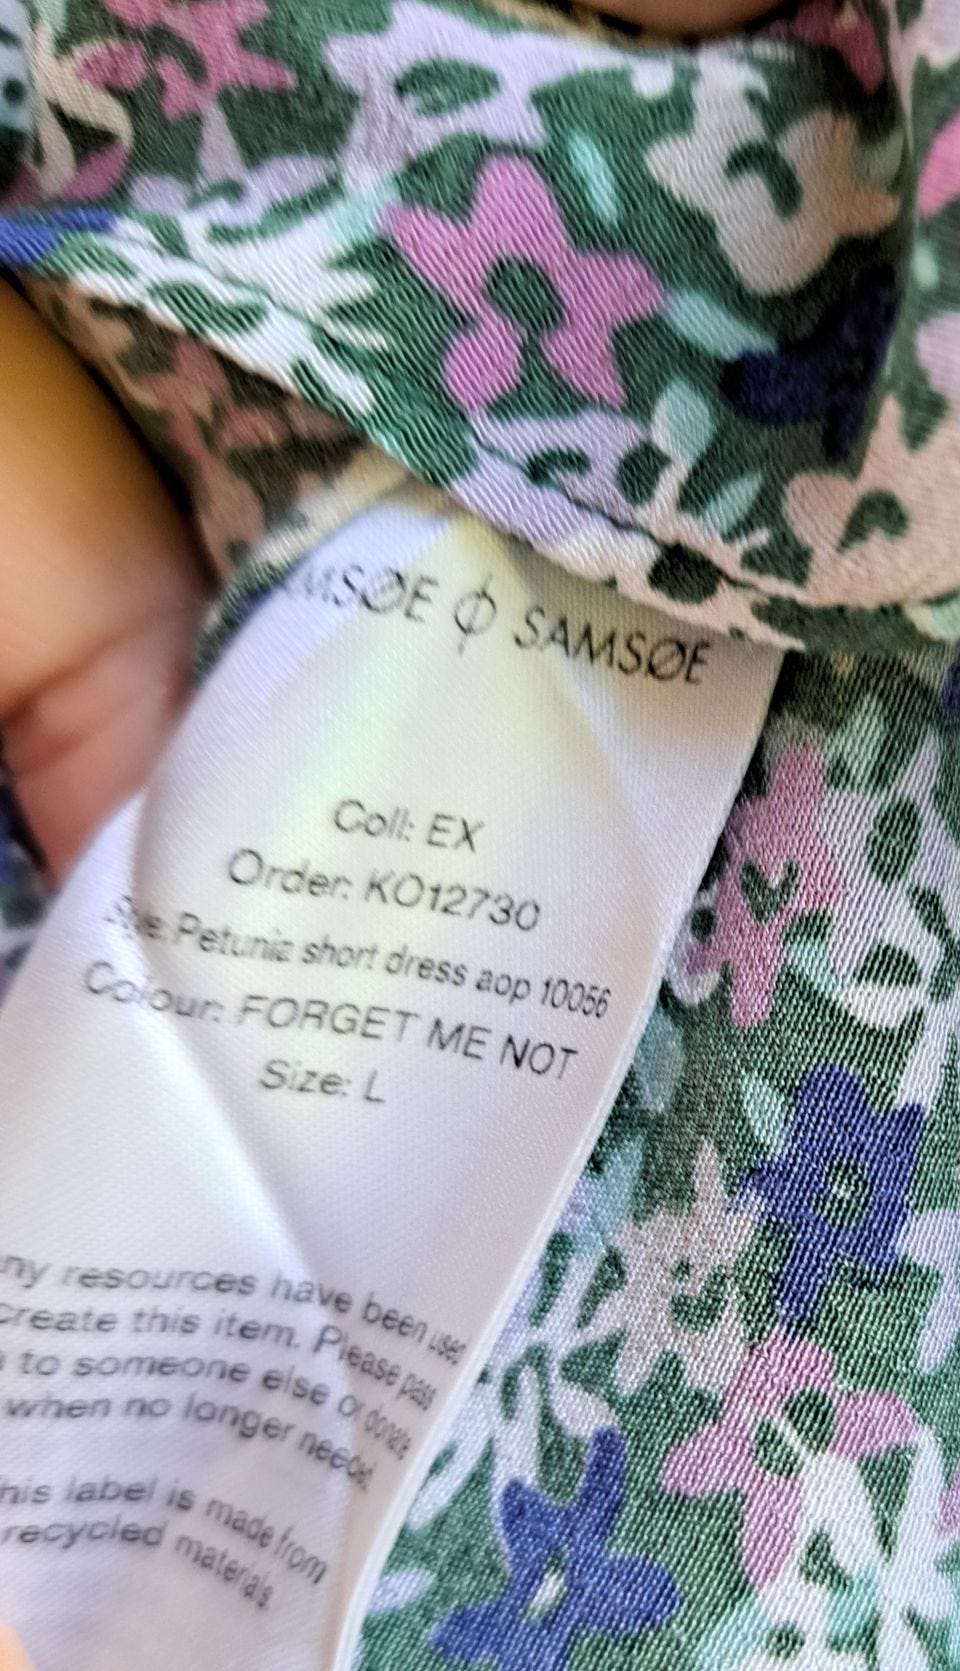 SAMSØE SAMSØE
Coll: EX
Order: KO12730
Style: Petunia short dress aop 10056
Colour: FORGET ME NOT
Size: L
resources have been used
create this item. Please pass
to someone else or donate
when no longer needed.
This label is made from
recycled materials.